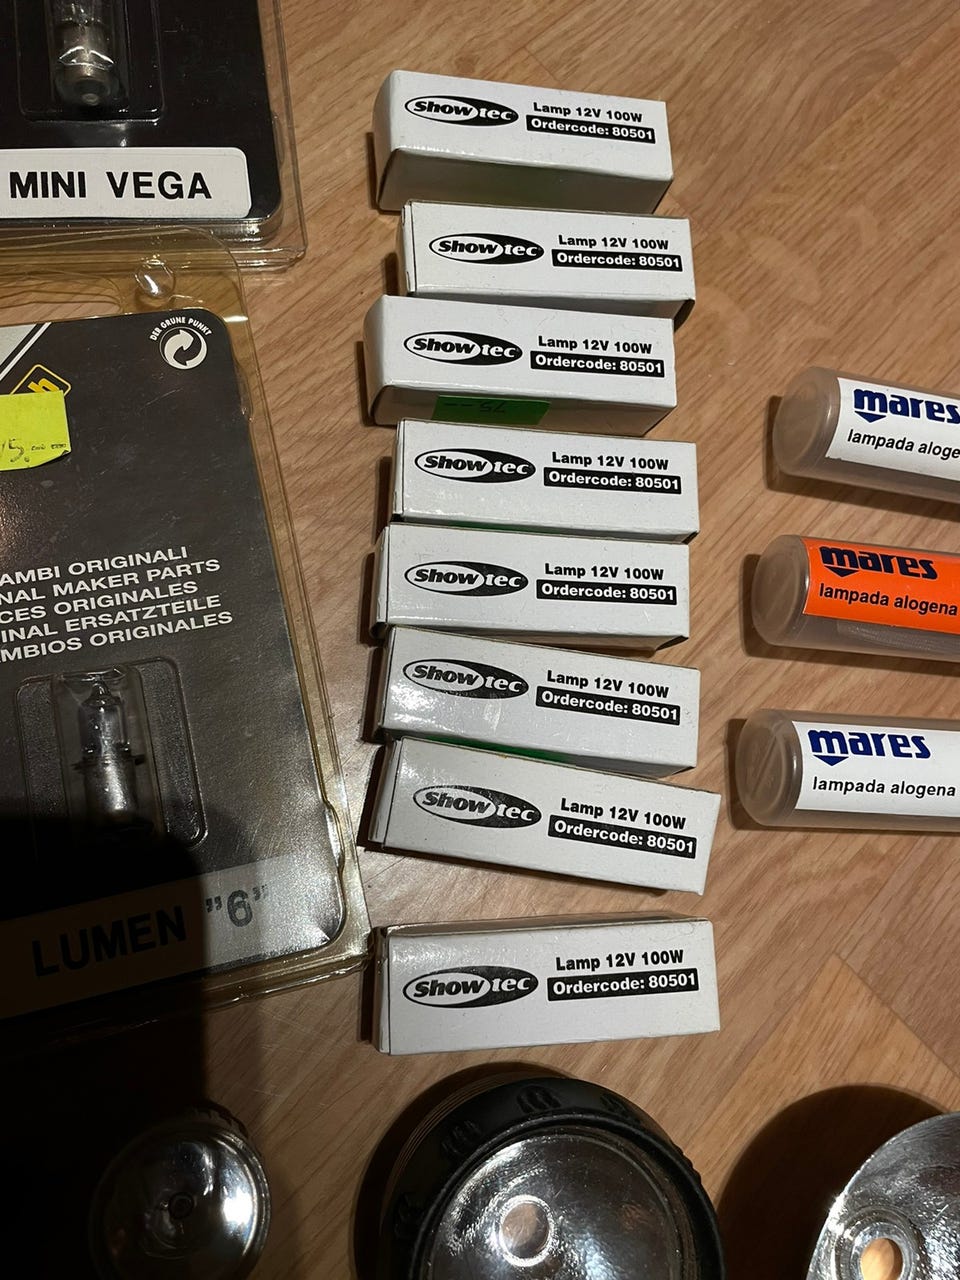 MINI VEGA
DER GRÜNE PUNKT
AMBI ORIGINALI
NAL MAKER PARTS
CES ORIGINALES
INAL ERSATZTEILE
MBIOS ORIGINALES
LUMEN "6"
Showtec
Lamp 12V 100W
Ordercode: 80501
Showtec
Lamp 12V 100W
Ordercode: 80501
Showtec
Lamp 12V 100W
Ordercode: 80501
Showtec
Lamp 12V 100W
Ordercode: 80501
Showtec
Lamp 12V 100W
Ordercode: 80501
Showtec
Lamp 12V 100W
Ordercode: 80501
Showtec
Lamp 12V 100W
Ordercode: 80501
Showtec
Lamp 12V 100W
Ordercode: 80501
mares
lampada aloge
mares
lampada alogena
mares
lampada alogena